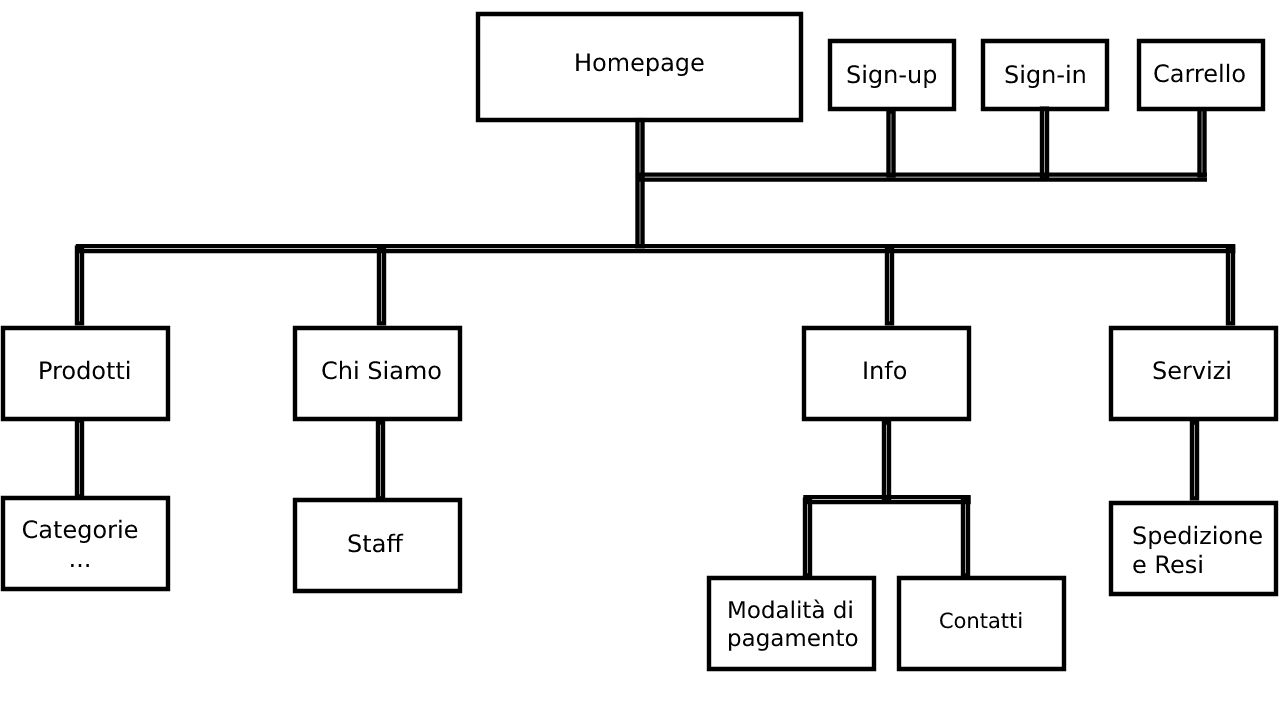 Homepage
Sign-up
Sign-in
Carrello
Prodotti
Chi Siamo
Info
Servizi
Categorie
...
Staff
Spedizione
e Resi
Modalità di
pagamento
Contatti